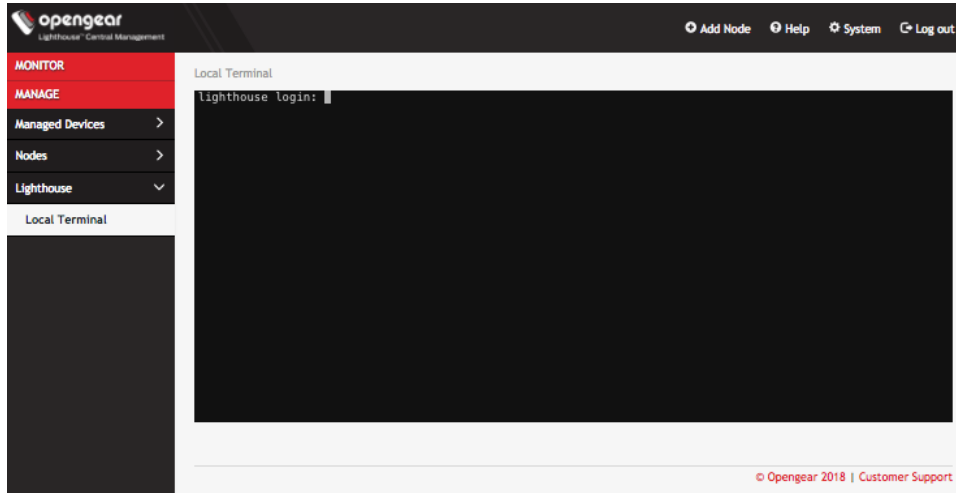 opengear
Lighthouse™ Central Management
Add Node Help System Log out
MONITOR
MANAGE
Managed Devices
Nodes
Lighthouse
Local Terminal
Local Terminal
lighthouse login:
© Opengear 2018 | Customer Support